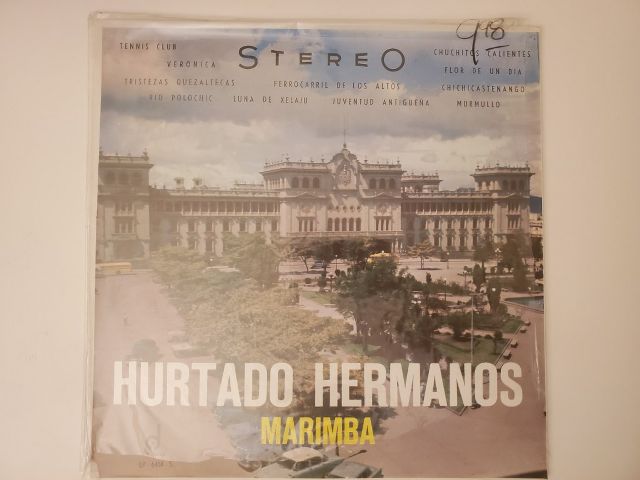 998
TENNIS CLUB
STEREO
CHUCHITOS CALIENTES
VERONICA
FLOR DE UN DIA
TRISTEZAS QUEZALTECAS
FERROCARRIL DE LOS ALTOS
CHICHICASTENANGO
RIO POLOCHIC
LUNA DE XELAJU
JUVENTUD ANTIGUEÑA
MURMULLO
HURTADO HERMANOS
MARIMBA